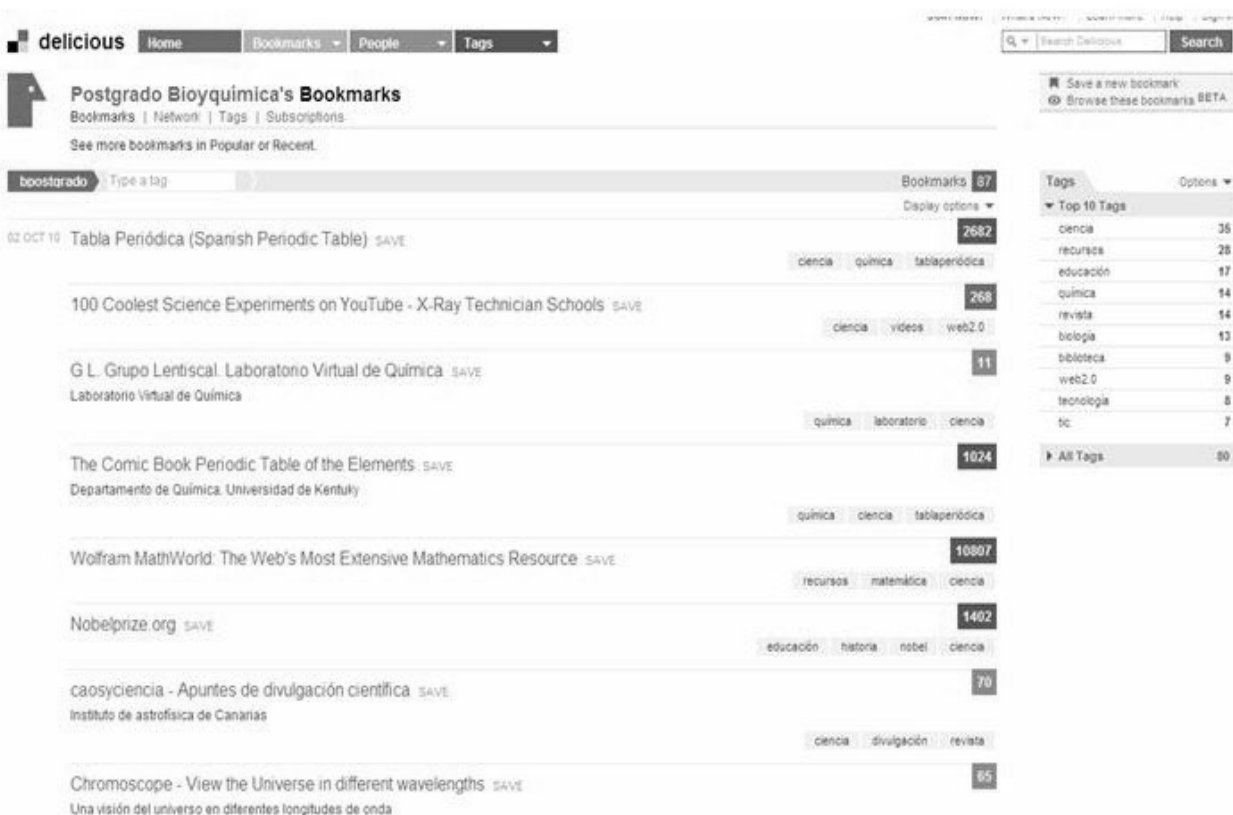 delicious Home Bookmarks People Tags
Search Delicious Search
Postgrado Bioyquimica's Bookmarks
Bookmarks | Network | Tags | Subscriptions
See more bookmarks in Popular or Recent.
Save a new bookmark
Browse these bookmarks BETA
bpostgrado Type a tag Bookmarks 87
Display options
02 OCT 10 Tabla Periódica (Spanish Periodic Table) SAVE 2682
ciencia química tablaperiódica
100 Coolest Science Experiments on YouTube - X-Ray Technician Schools SAVE 268
ciencia videos web2.0
G.L. Grupo Lentiscal. Laboratorio Virtual de Química SAVE 11
Laboratorio Virtual de Química
química laboratorio ciencia
The Comic Book Periodic Table of the Elements SAVE 1024
Departamento de Química. Universidad de Kentuky
química ciencia tablaperiódica
Wolfram MathWorld: The Web's Most Extensive Mathematics Resource SAVE 10807
recursos matemática ciencia
Nobelprize.org SAVE 1402
educación historia nobel ciencia
caosyciencia - Apuntes de divulgación científica SAVE 70
Instituto de astrofísica de Canarias
ciencia divulgación revista
Chromoscope - View the Universe in different wavelengths SAVE 65
Una visión del universo en diferentes longitudes de onda
Tags Options
Top 10 Tags
ciencia 35
recursos 28
educación 17
química 14
revista 14
biología 13
biblioteca 9
web2.0 9
tecnología 8
tic 7
All Tags 80